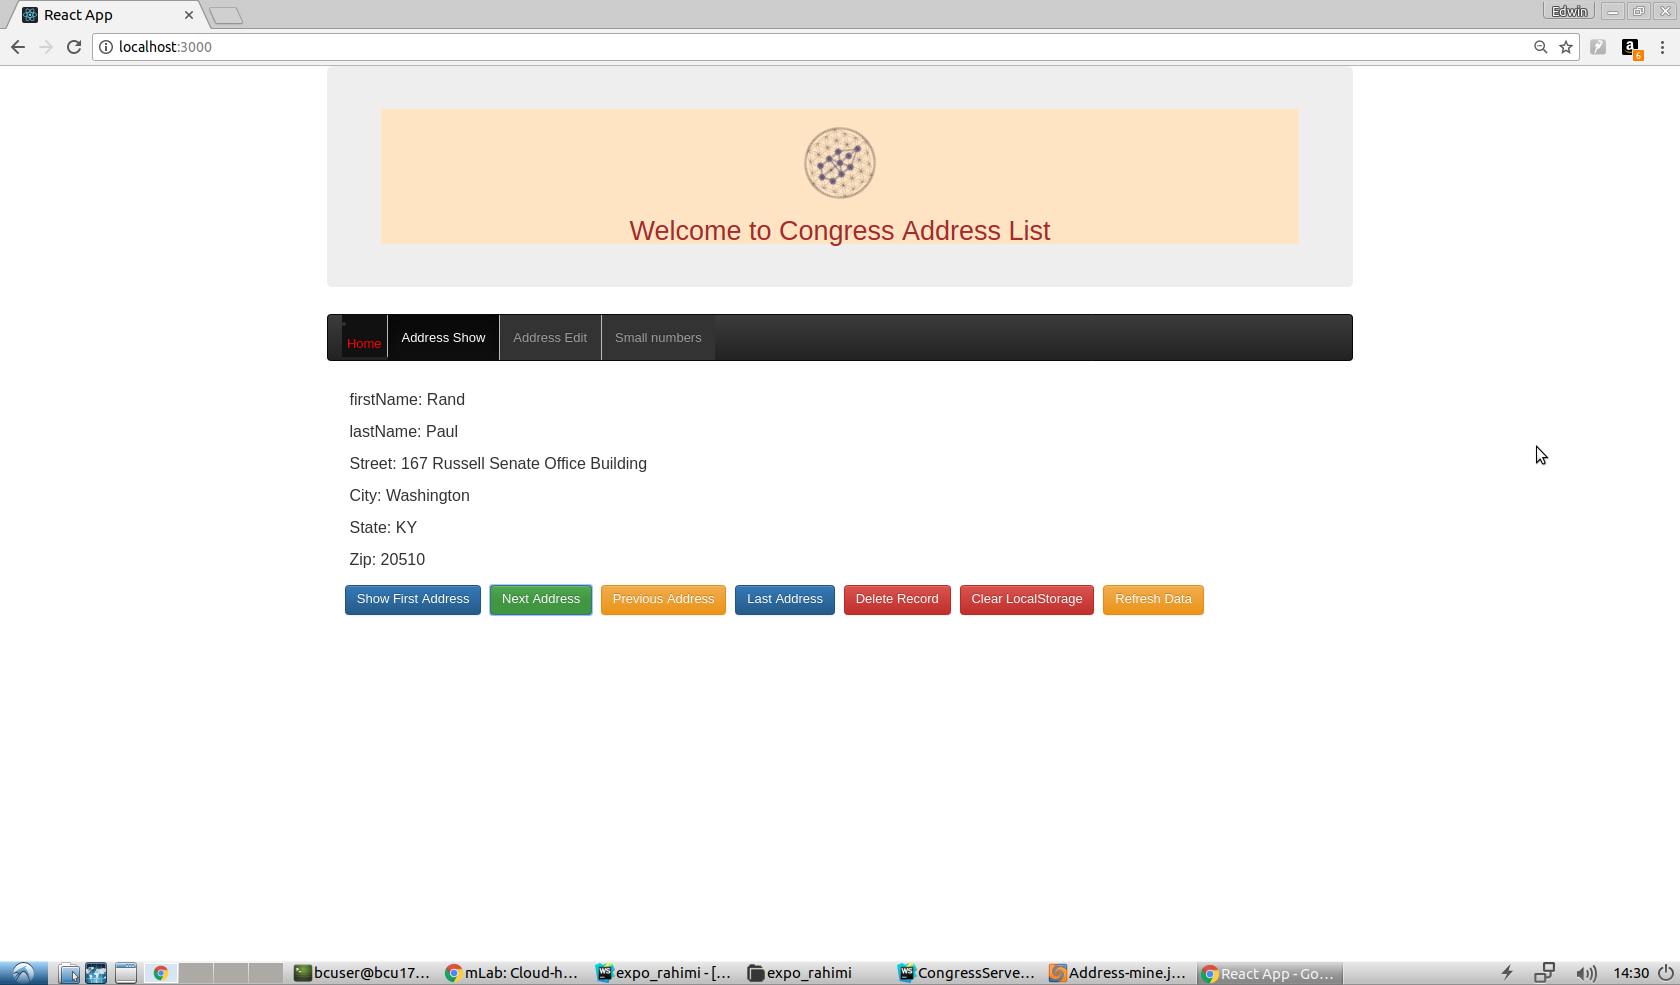 React App
Edwin
localhost:3000
6
Welcome to Congress Address List
Home
Address Show
Address Edit
Small numbers
firstName: Rand
lastName: Paul
Street: 167 Russell Senate Office Building
City: Washington
State: KY
Zip: 20510
Show First Address
Next Address
Previous Address
Last Address
Delete Record
Clear LocalStorage
Refresh Data
bcuser@bcu17...
mLab: Cloud-h...
expo_rahimi - [...
expo_rahimi
CongressServe...
Address-mine.j...
React App - Go...
14:30